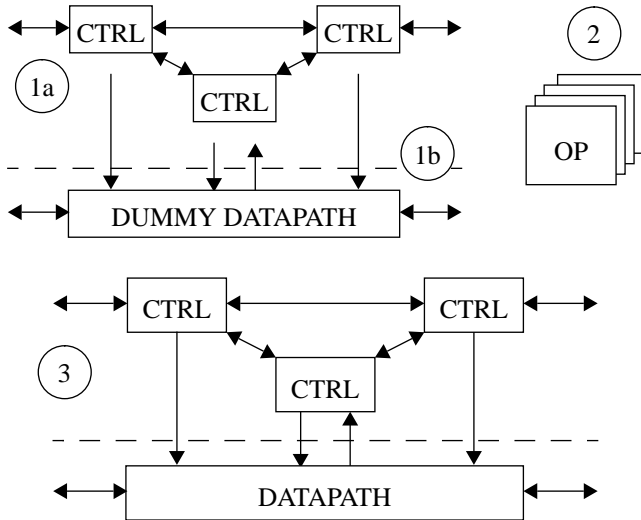 CTRL
CTRL
2
1a
CTRL
1b
OP
DUMMY DATAPATH
CTRL
CTRL
3
CTRL
DATAPATH